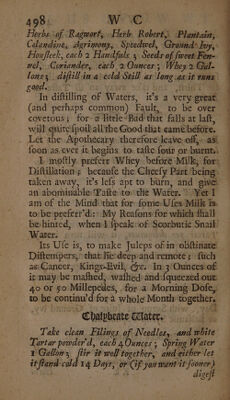 498 W C
Herbs of Ragwort, Herb Robert, Plantain,
Celandine, Agrimony, Speedwel, Ground-Ivy,
Housleek, each 2 Handfuls; Seeds of sweet Fen-
nel, Coriander, each 2 Ounces; Whey 2 Gal-
lons; distill in a cold Still as long as it runs
good.
In distilling of Waters, it's a very great
(and perhaps common) Fault, to be over
covetous; for a little Bad that falls at last,
will quite spoil all the Good that came before.
Let the Apothecary therefore leave off, as
soon as ever it begins to taste sour or burnt.
I mostly prefer Whey before Milk, for
Distillation; because the Cheesy Part being
taken away, it's less apt to burn, and give
an abominable Taste to the Water. Yet I
am of the Mind that for some Uses Milk is
to be preferr'd: My Reasons for which shall
be hinted, when I speak of Scorbutic Snail
Water.
Its Use is, to make Juleps of in obstinate
Distempers, that lie deep and remote; such
as Cancer, Kings-Evil, &c. In 3 Ounces of
it may be mashed, washed and squeezed out
40 or 50 Millepedes, for a Morning Dose,
to be continu'd for a whole Month together.
Chalybeate Water.
Take clean Filings of Needles, and white
Tartar powder'd, each 4 Ounces; Spring Water
1 Gallon; stir it well together, and either let
it stand cold 14 Days, or (if you want it sooner)
digest